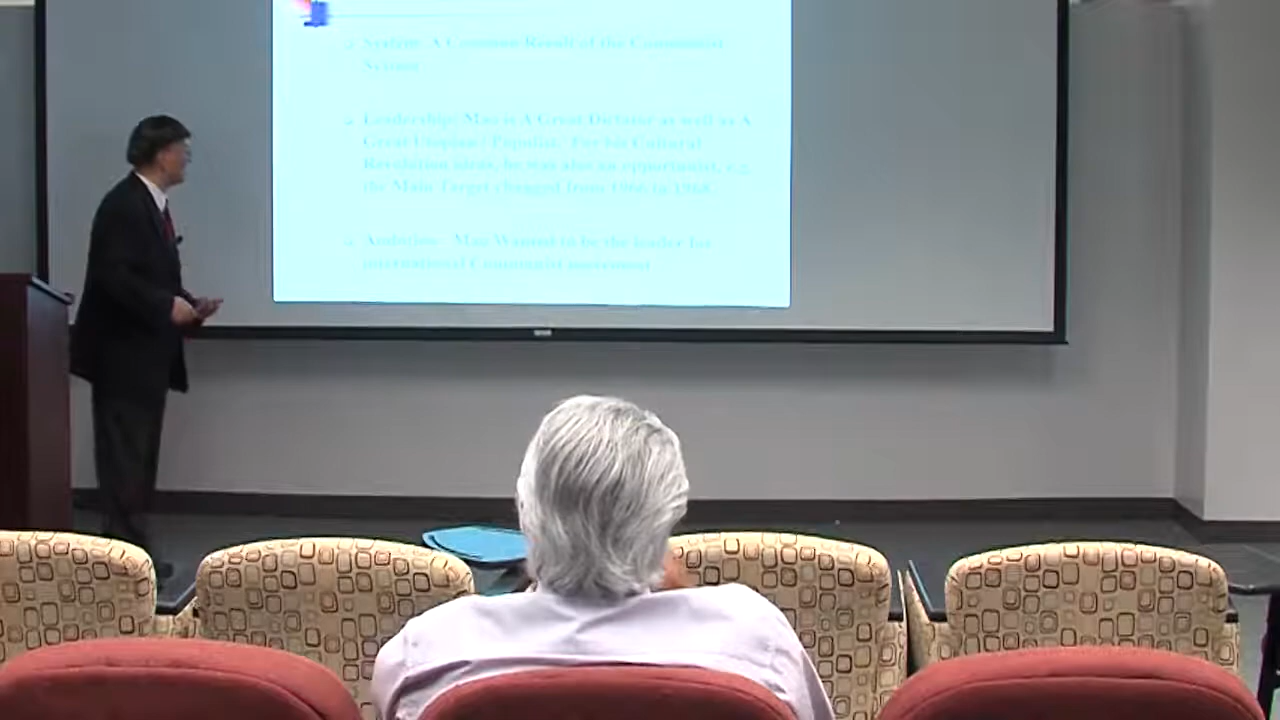 System: A Common Result of the Communist
System
Leadership: Mao is A Great Dictator as well as A
Great Utopian/ Populist. For his Cultural
Revolution ideas, he was also an opportunist, e.g.
the Main Target changed from 1966 to 1968.
Ambition: Mao Wanted to be the leader for
international Communist movement